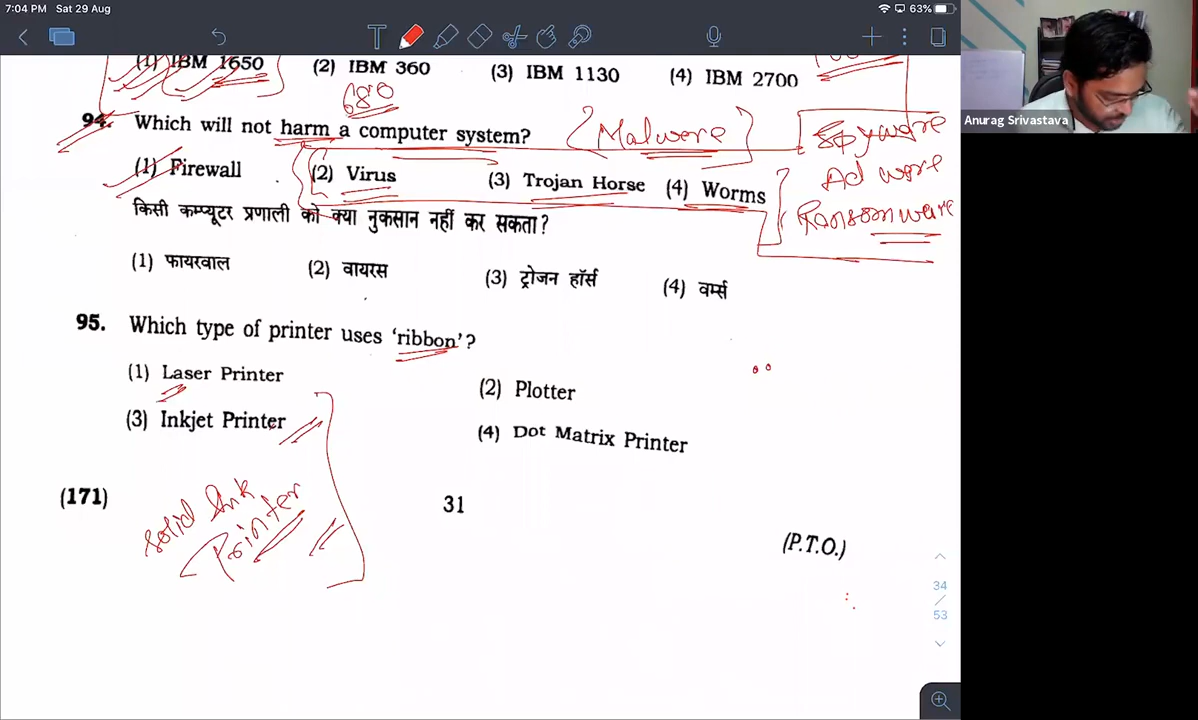 7:04 PM Sat 29 Aug
63%
(1) IBM 1650 (2) IBM 360 (3) IBM 1130 (4) IBM 2700
680
94. Which will not harm a computer system? Malware
Spyware
(1) Firewall (2) Virus (3) Trojan Horse (4) Worms
Ad ware
Ransomware
किसी कम्प्यूटर प्रणाली को क्या नुकसान नहीं कर सकता?
(1) फायरवाल (2) वायरस (3) ट्रोजन हॉर्स (4) वर्म्स
95. Which type of printer uses 'ribbon'?
(1) Laser Printer (2) Plotter
(3) Inkjet Printer (4) Dot Matrix Printer
solid Ink
Printer
(171) 31
(P.T.O.)
34
/
53
Anurag Srivastava